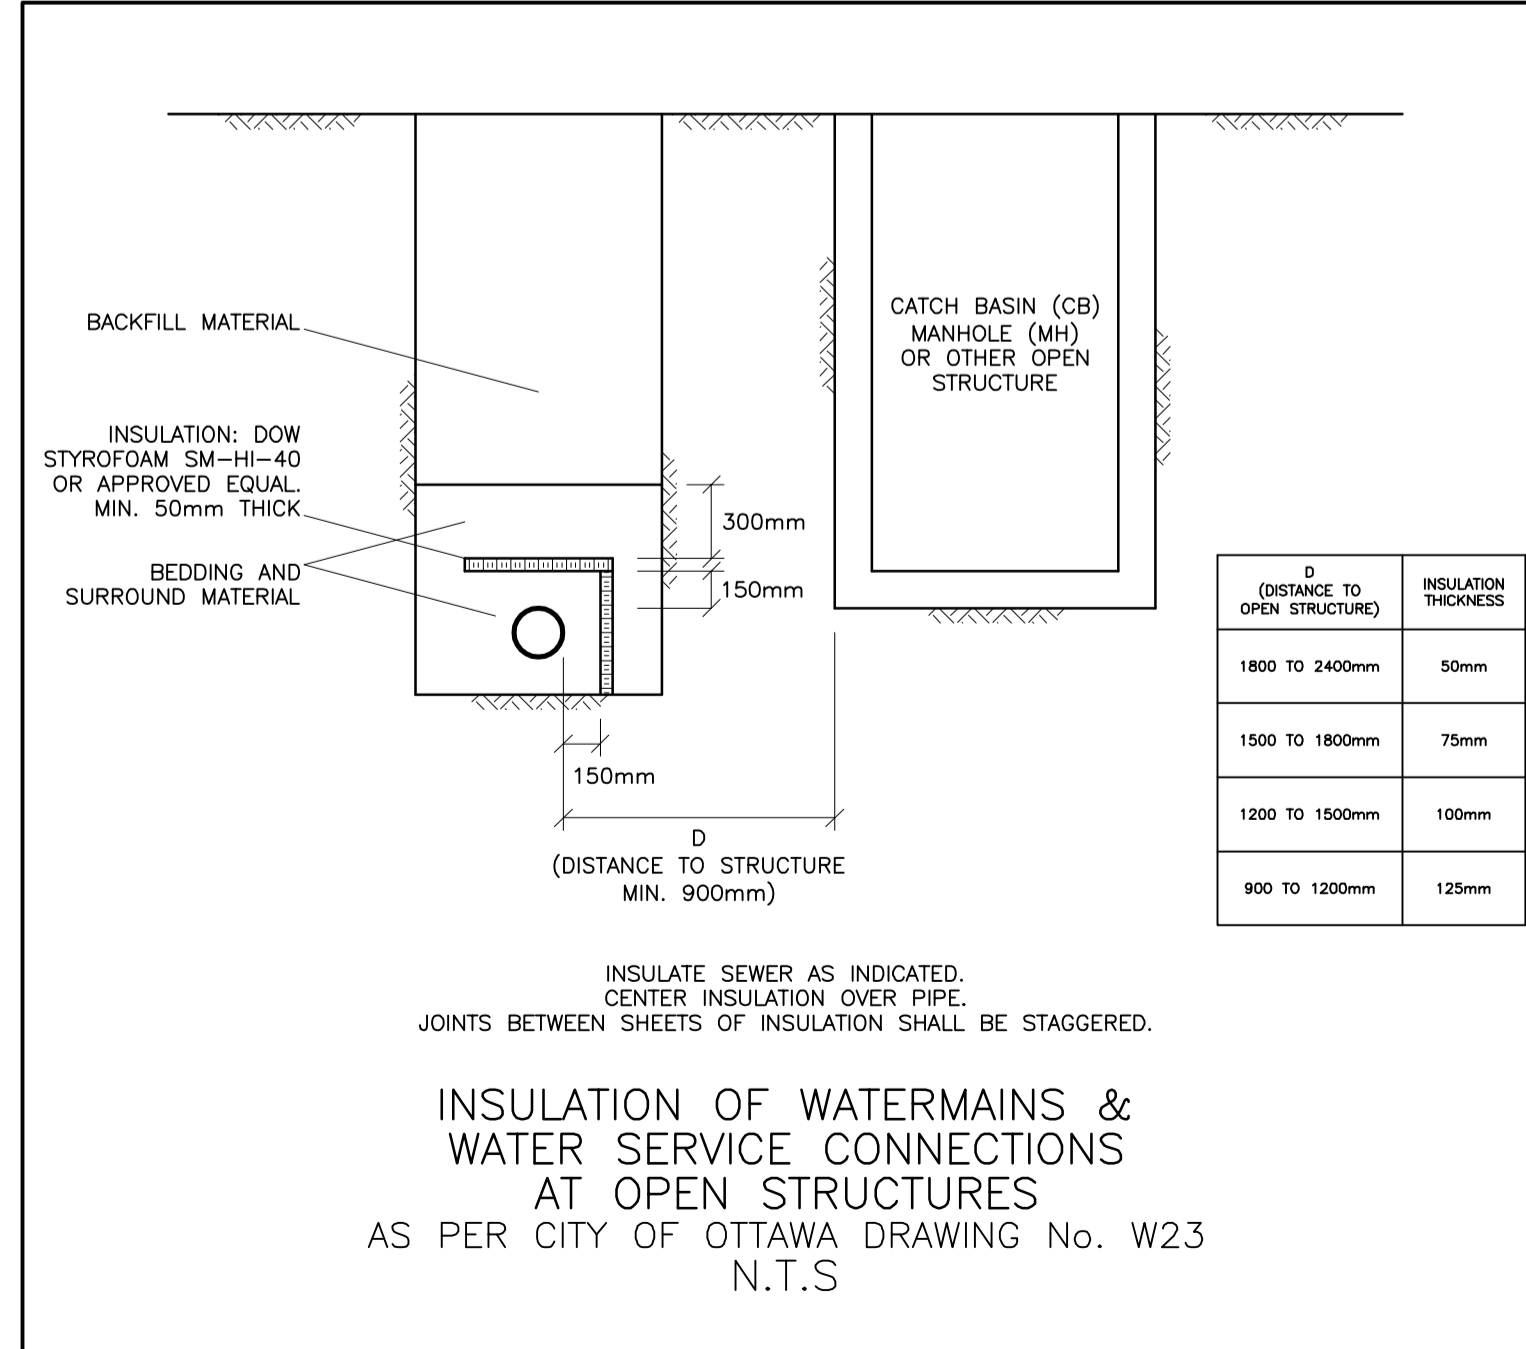 BACKFILL MATERIAL
INSULATION: DOW
STYROFOAM SM-HI-40
OR APPROVED EQUAL.
MIN. 50mm THICK
BEDDING AND
SURROUND MATERIAL
300mm
150mm
150mm
D
(DISTANCE TO STRUCTURE
MIN. 900mm)
CATCH BASIN (CB)
MANHOLE (MH)
OR OTHER OPEN
STRUCTURE
D
(DISTANCE TO
OPEN STRUCTURE)
INSULATION
THICKNESS
1800 TO 2400mm 50mm
1500 TO 1800mm 75mm
1200 TO 1500mm 100mm
900 TO 1200mm 125mm
INSULATE SEWER AS INDICATED.
CENTER INSULATION OVER PIPE.
JOINTS BETWEEN SHEETS OF INSULATION SHALL BE STAGGERED.
INSULATION OF WATERMAINS &
WATER SERVICE CONNECTIONS
AT OPEN STRUCTURES
AS PER CITY OF OTTAWA DRAWING No. W23
N.T.S